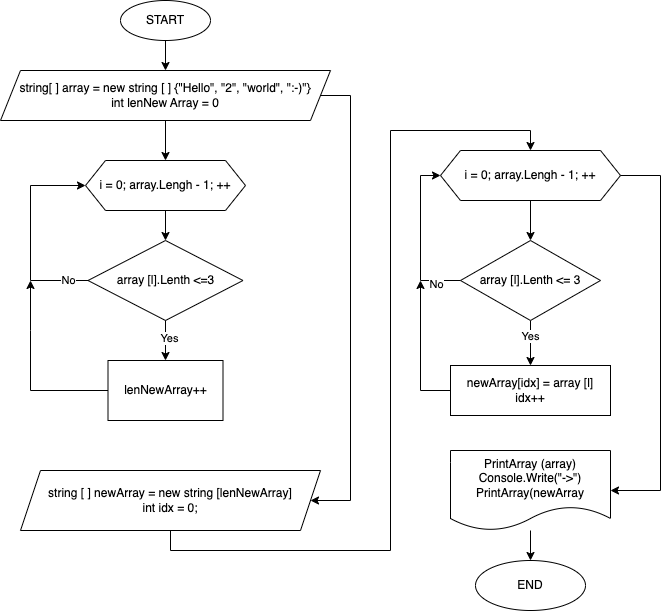 START
string[ ] array = new string [ ] {"Hello", "2", "world", ":-)"}
int lenNew Array = 0
i = 0; array.Lengh - 1; ++
No
array [l].Lenth <=3
Yes
lenNewArray++
string [ ] newArray = new string [lenNewArray]
int idx = 0;
i = 0; array.Lengh - 1; ++
No
array [l].Lenth <= 3
Yes
newArray[idx] = array [l]
idx++
PrintArray (array)
Console.Write("->")
PrintArray(newArray
END